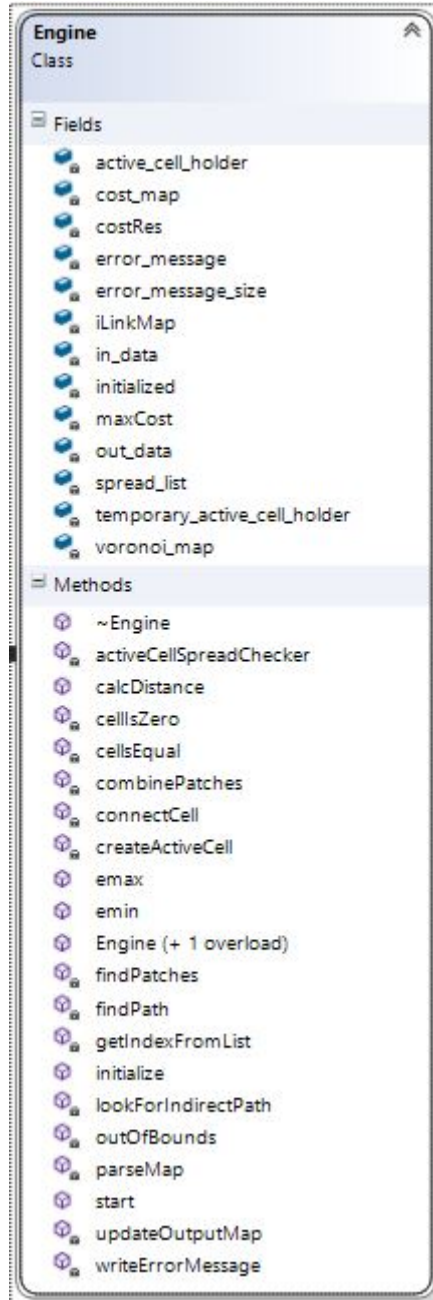 Engine
Class
Fields
active_cell_holder
cost_map
costRes
error_message
error_message_size
iLinkMap
in_data
initialized
maxCost
out_data
spread_list
temporary_active_cell_holder
voronoi_map
Methods
~Engine
activeCellSpreadChecker
calcDistance
cellIsZero
cellsEqual
combinePatches
connectCell
createActiveCell
emax
emin
Engine (+ 1 overload)
findPatches
findPath
getIndexFromList
initialize
lookForIndirectPath
outOfBounds
parseMap
start
updateOutputMap
writeErrorMessage